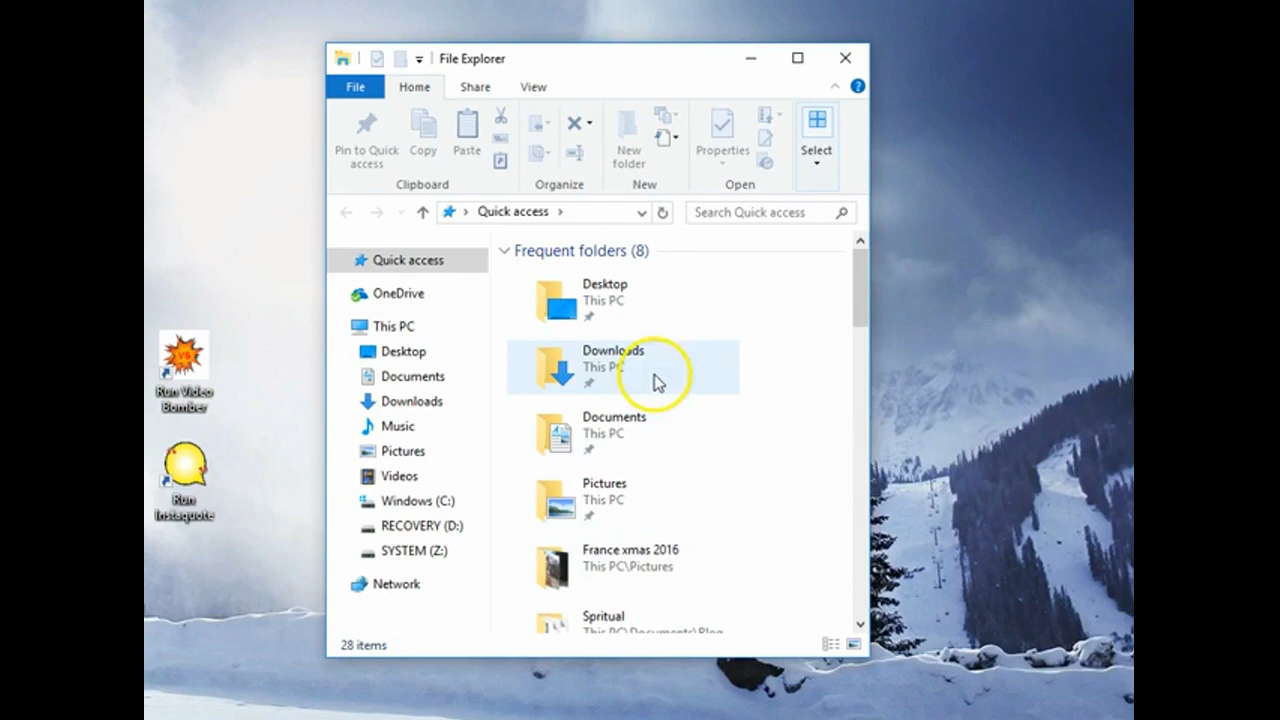 File Explorer
File
Home
Share
View
Pin to Quick
access
Copy
Paste
New
folder
Properties
Select
Clipboard
Organize
New
Open
Quick access
Search Quick access
Quick access
OneDrive
This PC
Desktop
Documents
Downloads
Music
Pictures
Videos
Windows (C:)
RECOVERY (D:)
SYSTEM (Z:)
Network
Frequent folders (8)
Desktop
This PC
Downloads
This PC
Documents
This PC
Pictures
This PC
France xmas 2016
This PC\Pictures
Spritual
This PC\Documents\Blog
28 items
VB
Run Video
Bomber
Run
Instaquote